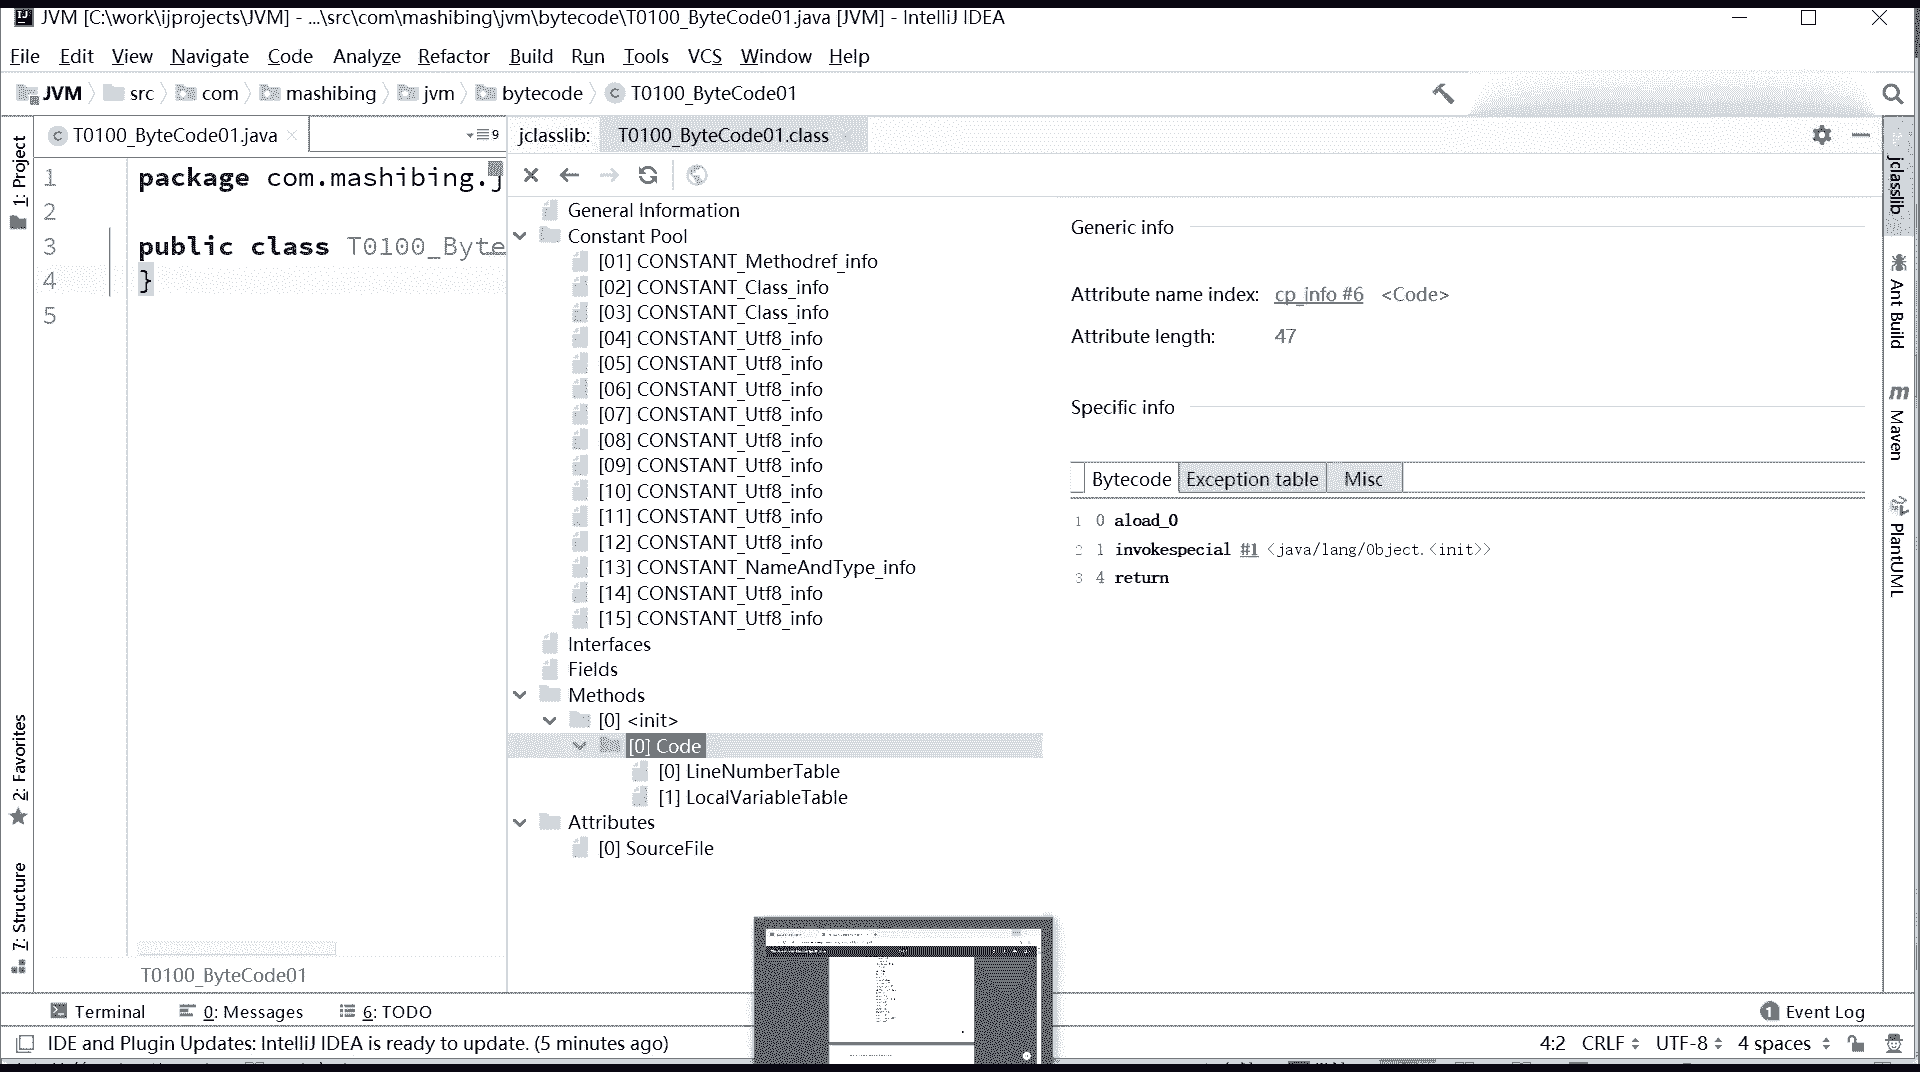 JVM [C:\work\ijprojects\JVM] - ...\src\com\mashibing\jvm\bytecode\T0100_ByteCode01.java [JVM] - IntelliJ IDEA
File Edit View Navigate Code Analyze Refactor Build Run Tools VCS Window Help
JVM src com mashibing jvm bytecode T0100_ByteCode01
1: Project
2: Favorites
7: Structure
T0100_ByteCode01.java
9
1 package com.mashibing.j
2
3 public class T0100_Byte
4 }
5
T0100_ByteCode01
jclasslib: T0100_ByteCode01.class
General Information
Constant Pool
[01] CONSTANT_Methodref_info
[02] CONSTANT_Class_info
[03] CONSTANT_Class_info
[04] CONSTANT_Utf8_info
[05] CONSTANT_Utf8_info
[06] CONSTANT_Utf8_info
[07] CONSTANT_Utf8_info
[08] CONSTANT_Utf8_info
[09] CONSTANT_Utf8_info
[10] CONSTANT_Utf8_info
[11] CONSTANT_Utf8_info
[12] CONSTANT_Utf8_info
[13] CONSTANT_NameAndType_info
[14] CONSTANT_Utf8_info
[15] CONSTANT_Utf8_info
Interfaces
Fields
Methods
[0] <init>
[0] Code
[0] LineNumberTable
[1] LocalVariableTable
Attributes
[0] SourceFile
Generic info
Attribute name index: cp_info #6 <Code>
Attribute length: 47
Specific info
Bytecode Exception table Misc
1 0 aload_0
2 1 invokespecial #1 <java/lang/Object.<init>>
3 4 return
jclasslib
Ant Build
Maven
PlantUML
Terminal 0: Messages 6: TODO
1 Event Log
IDE and Plugin Updates: IntelliJ IDEA is ready to update. (5 minutes ago)
4:2 CRLF UTF-8 4 spaces